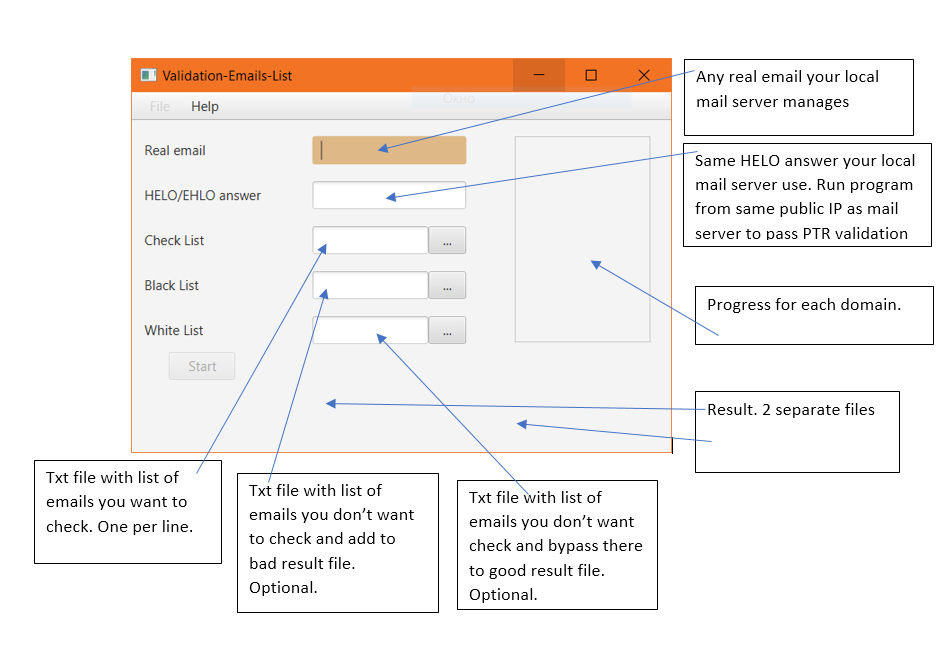 Validation-Emails-List
File Help
Окно
Real email
HELO/EHLO answer
Check List
...
Black List
...
White List
...
Start
Any real email your local
mail server manages
Same HELO answer your local
mail server use. Run program
from same public IP as mail
server to pass PTR validation
Progress for each domain.
Result. 2 separate files
Txt file with list of
emails you want to
check. One per line.
Txt file with list of
emails you don’t want
to check and add to
bad result file.
Optional.
Txt file with list of
emails you don’t want
check and bypass there
to good result file.
Optional.